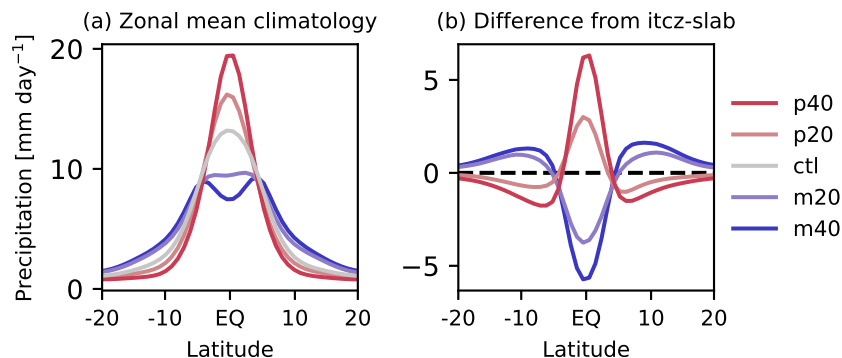 (a) Zonal mean climatology
Precipitation [mm day⁻¹]
20
10
0
-20 -10 EQ 10 20
Latitude
(b) Difference from itcz-slab
5
0
−5
-20 -10 EQ 10 20
Latitude
p40
p20
ctl
m20
m40